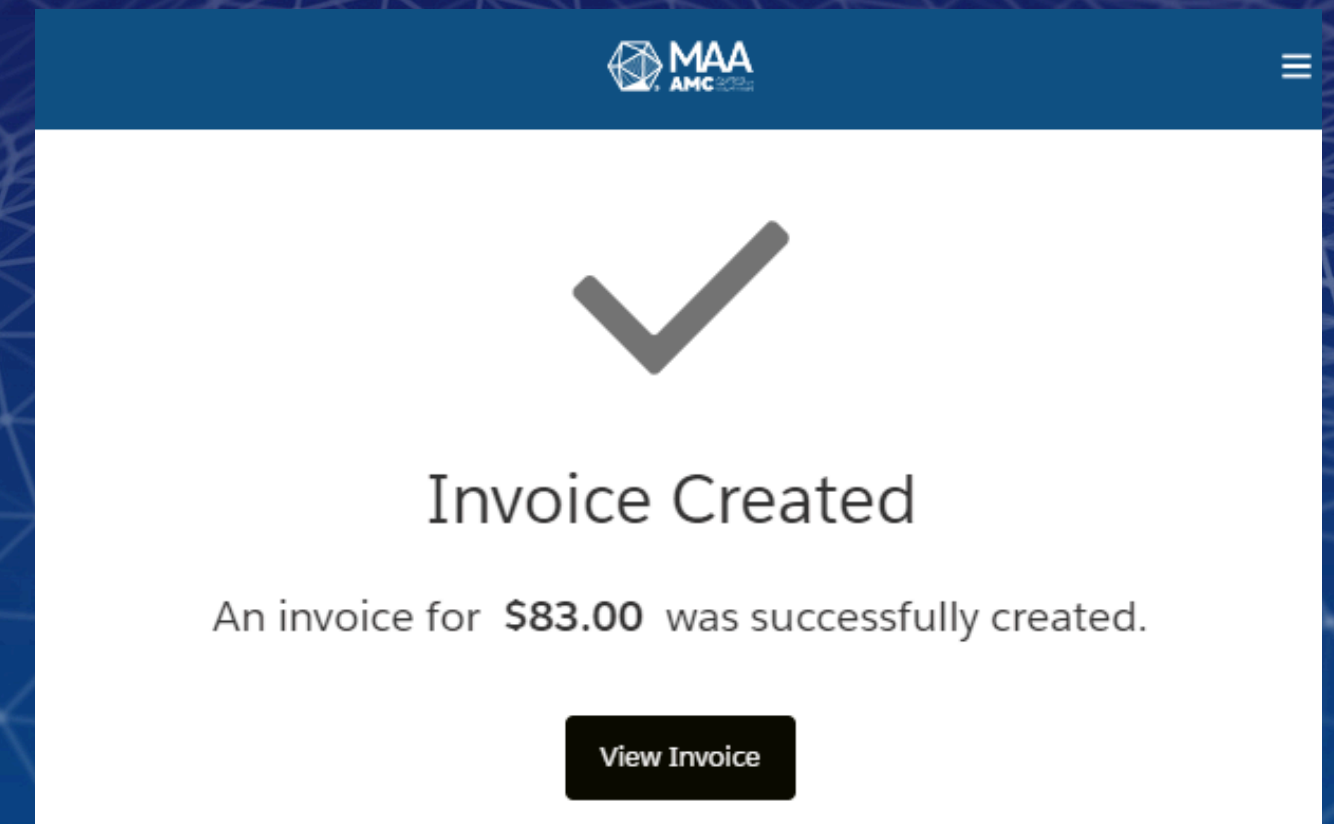 MAA
AMC
Invoice Created
An invoice for $83.00 was successfully created.
View Invoice